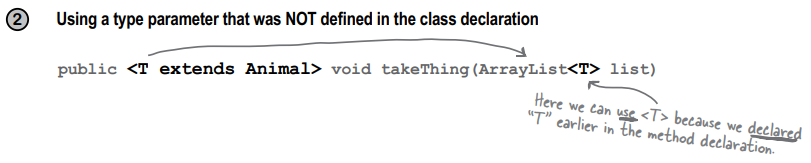 2 Using a type parameter that was NOT defined in the class declaration
public <T extends Animal> void takeThing(ArrayList<T> list)
Here we can use <T> because we declared
"T" earlier in the method declaration.